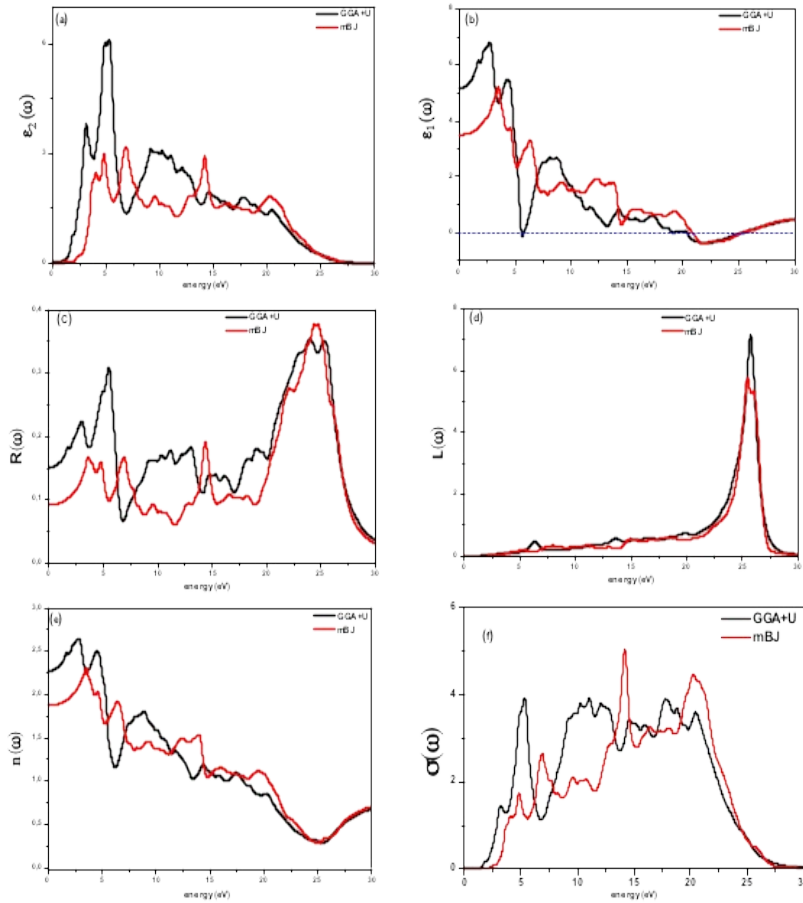 (a)
GGA+U
mBJ
6
3
0
ε₂(ω)
0 5 10 15 20 25 30
energy (eV)
(b)
GGA+U
mBJ
8
6
4
2
0
ε₁(ω)
0 5 10 15 20 25 30
energy (eV)
(C)
GGA+U
mBJ
0,4
0,3
0,2
0,1
0,0
R(ω)
0 5 10 15 20 25 30
energy (eV)
(d)
GGA+U
mBJ
8
6
4
2
0
L(ω)
0 5 10 15 20 25 30
energy (eV)
(e)
GGA+U
mBJ
3,0
2,5
2,0
1,5
1,0
0,5
0,0
n(ω)
0 5 10 15 20 25 30
energy (eV)
(f)
GGA+U
mBJ
6
4
2
0
σ(ω)
0 5 10 15 20 25 30
energy (eV)